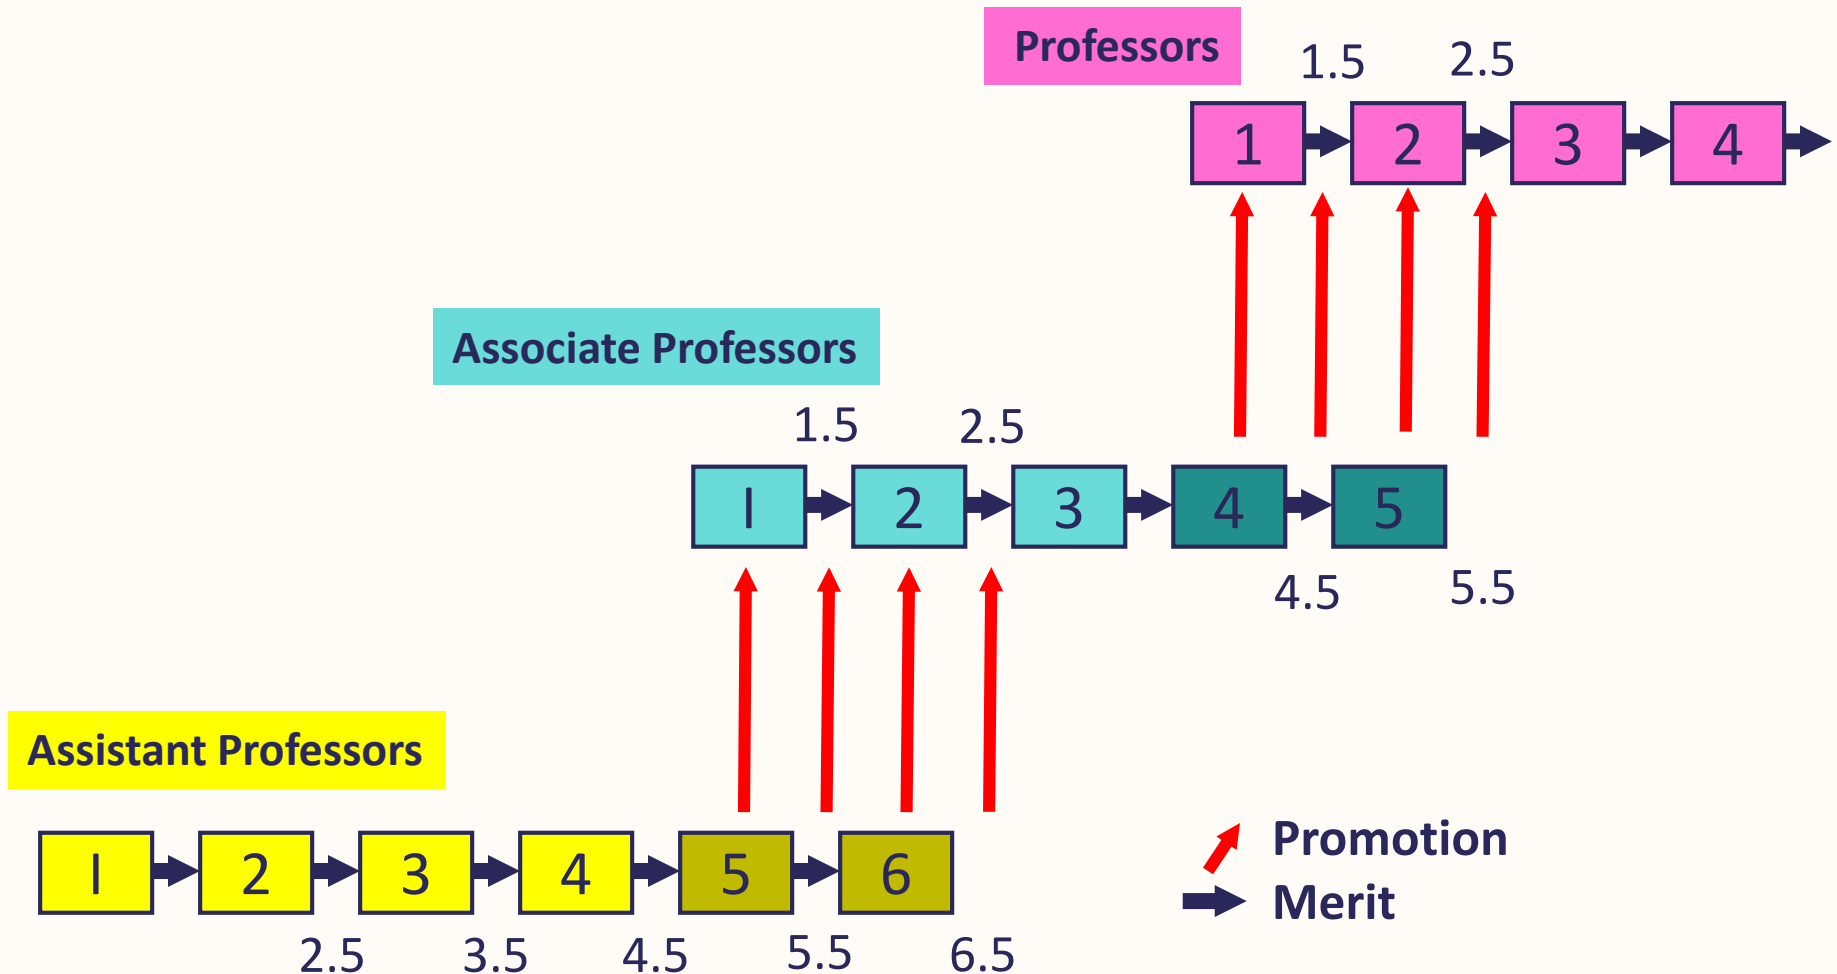 Professors
1.5 2.5
1 2 3 4
Associate Professors
1.5 2.5
I 2 3 4 5
4.5 5.5
Assistant Professors
I 2 3 4 5 6
2.5 3.5 4.5 5.5 6.5
Promotion
Merit